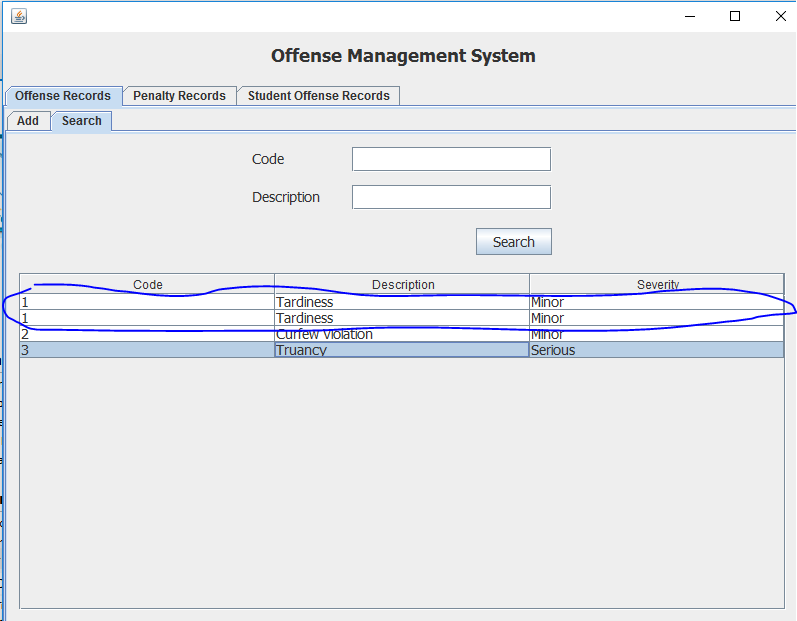 Offense Management System
Offense Records Penalty Records Student Offense Records
Add Search
Code
Description
Search
Code Description Severity
1 Tardiness Minor
1 Tardiness Minor
2 Curfew Violation Minor
3 Truancy Serious